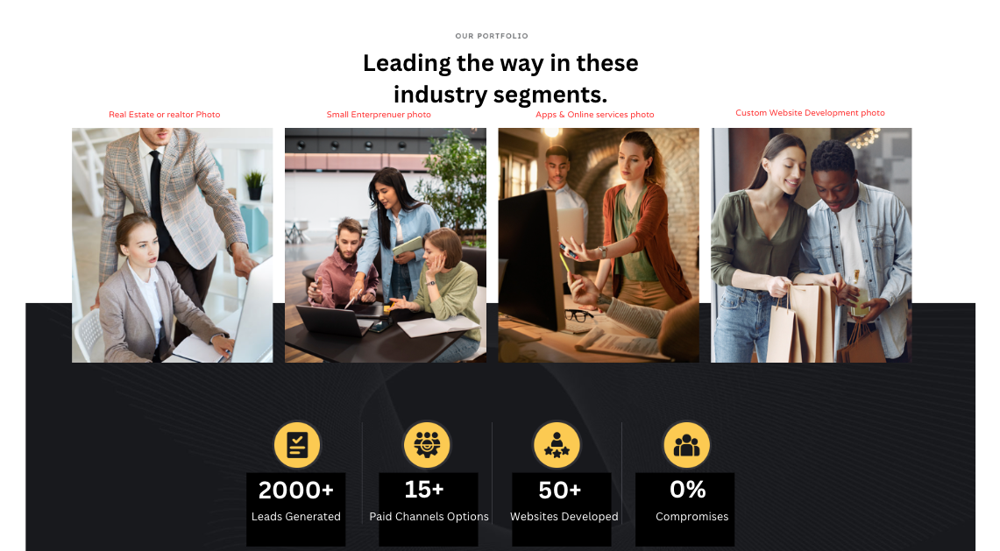 OUR PORTFOLIO
Leading the way in these
industry segments.
Real Estate or realtor Photo
Small Enterprenuer photo
Apps & Online services photo
Custom Website Development photo
2000+
Leads Generated
15+
Paid Channels Options
50+
Websites Developed
0%
Compromises